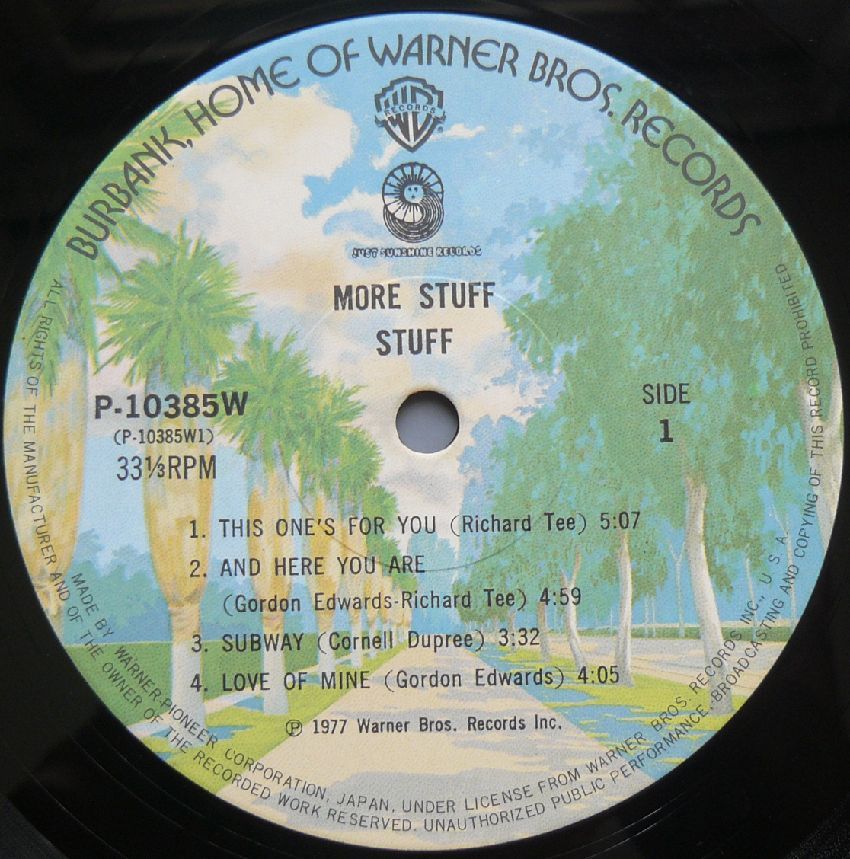 BURBANK, HOME OF WARNER BROS. RECORDS
RECORDS
JUST SUNSHINE RECORDS
MORE STUFF
STUFF
P-10385W
(P-10385W1)
33⅓RPM
SIDE
1
1. THIS ONE'S FOR YOU (Richard Tee) 5:07
2. AND HERE YOU ARE
(Gordon Edwards-Richard Tee) 4:59
3. SUBWAY (Cornell Dupree) 3:32
4. LOVE OF MINE (Gordon Edwards) 4:05
Ⓟ 1977 Warner Bros. Records Inc.
MADE BY WARNER-PIONEER CORPORATION, JAPAN, UNDER LICENSE FROM WARNER BROS. RECORDS INC., U. S. A.
ALL RIGHTS OF THE MANUFACTURER AND OF THE OWNER OF THE RECORDED WORK RESERVED. UNAUTHORIZED PUBLIC PERFORMANCE, BROADCASTING AND COPYING OF THIS RECORD PROHIBITED